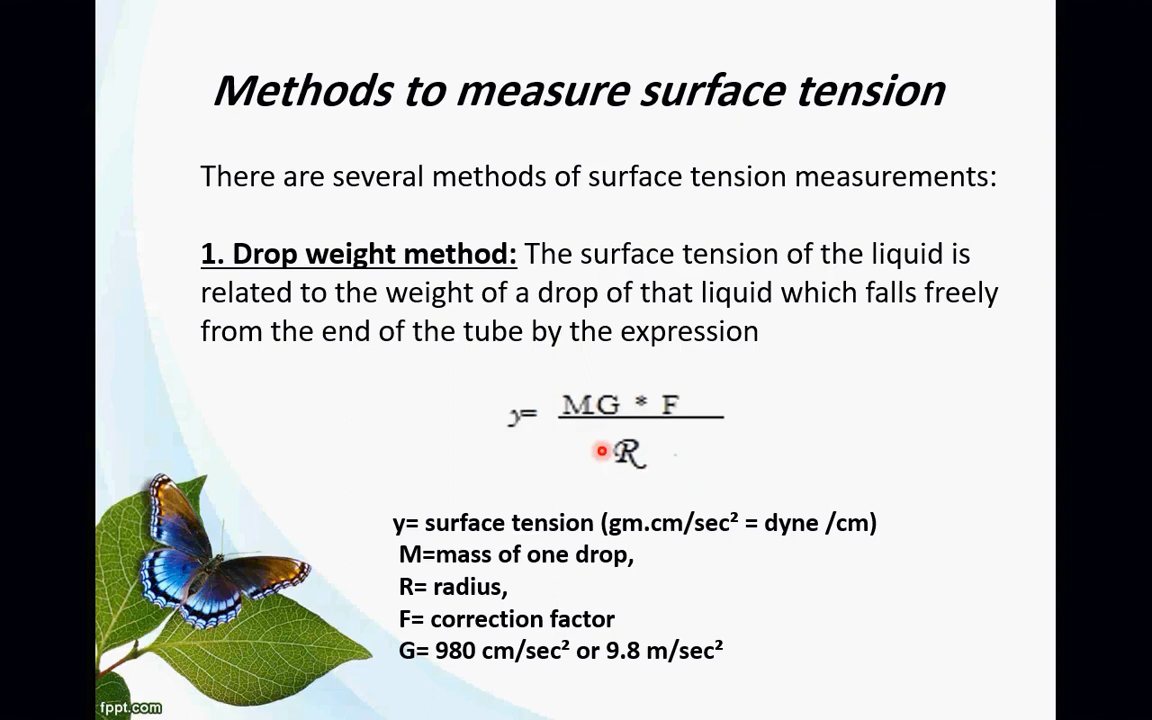 Methods to measure surface tension
There are several methods of surface tension measurements:
1. Drop weight method: The surface tension of the liquid is
related to the weight of a drop of that liquid which falls freely
from the end of the tube by the expression
y= MG * F
R
y= surface tension (gm.cm/sec² = dyne /cm)
M=mass of one drop,
R= radius,
F= correction factor
G= 980 cm/sec² or 9.8 m/sec²
fppt.com